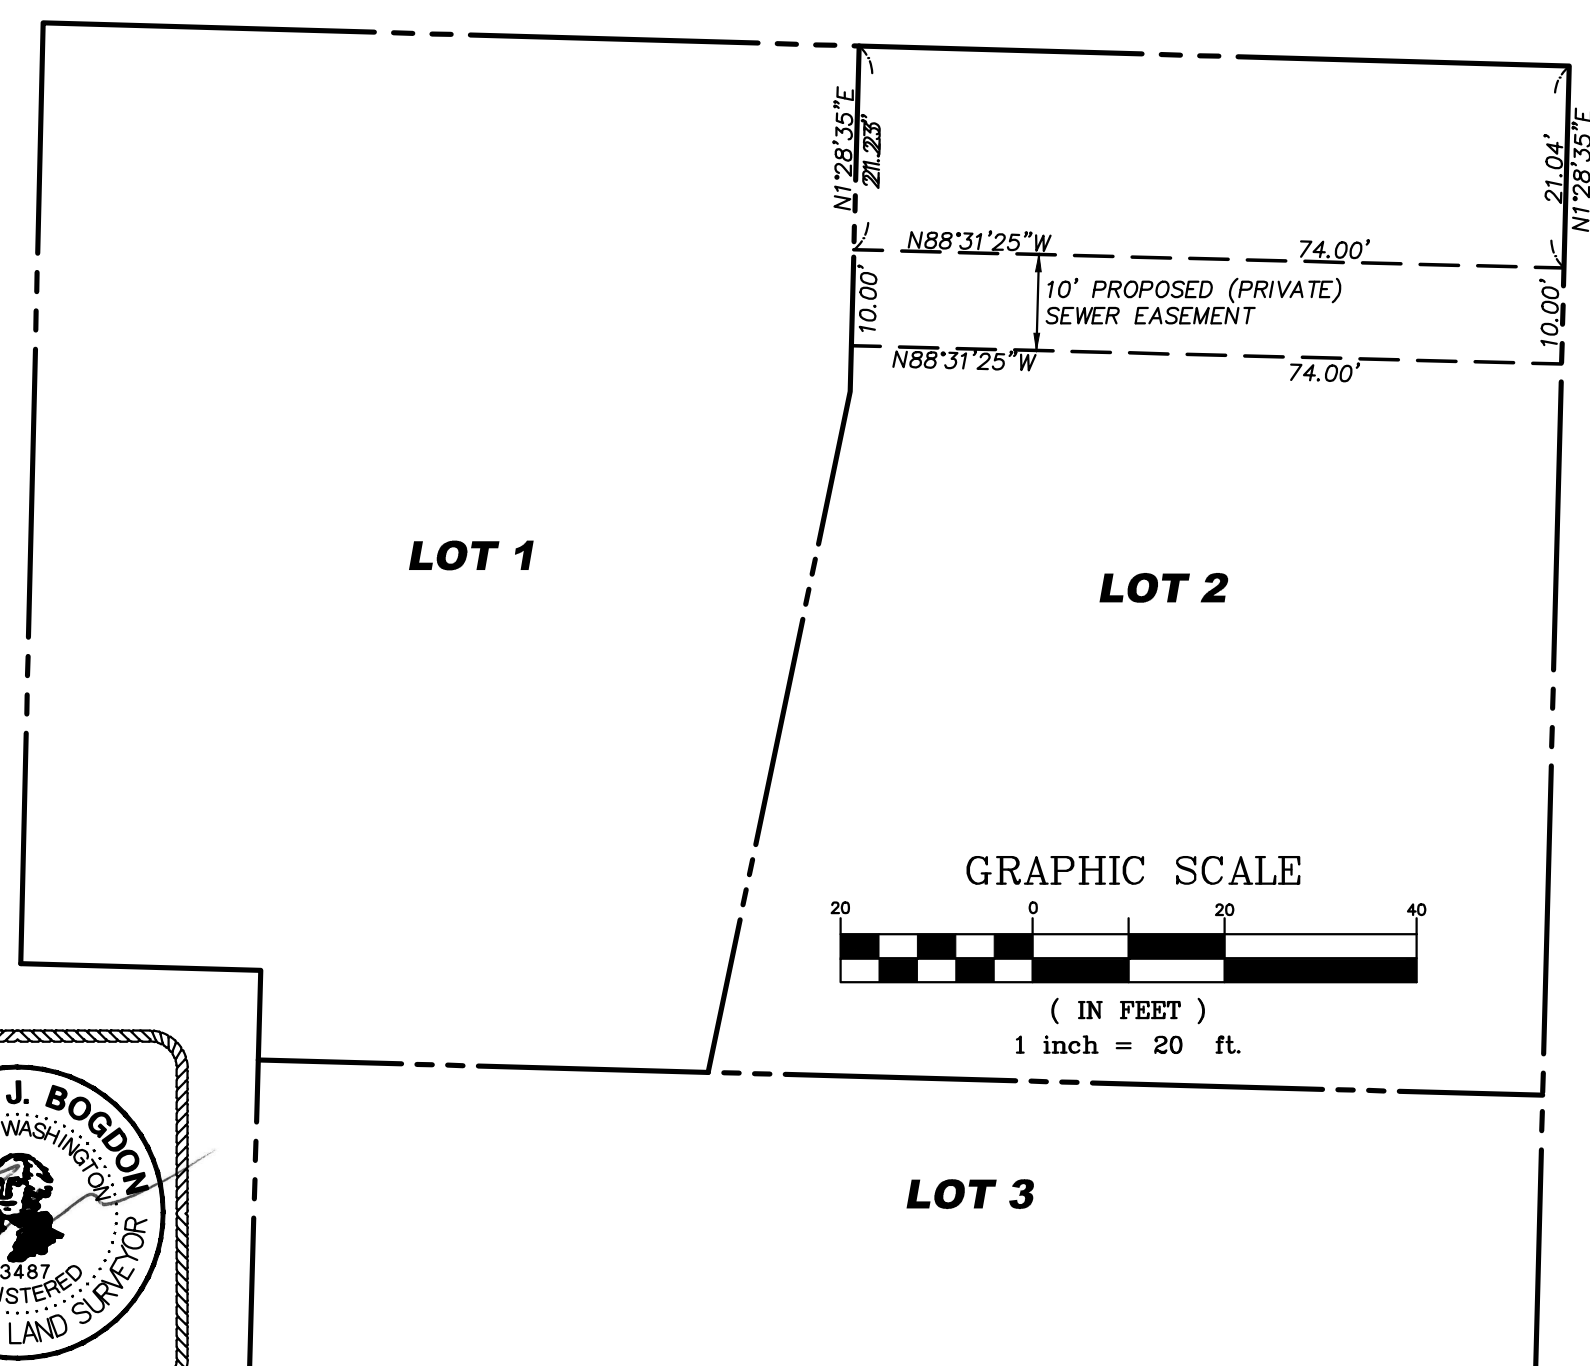 N1°28'35"E
21.04'
N1°28'35"E
N88°31'25"W
74.00'
10.00'
10' PROPOSED (PRIVATE)
SEWER EASEMENT
10.00'
N88°31'25"W
74.00'
LOT 1
LOT 2
GRAPHIC SCALE
20 0 20 40
( IN FEET )
1 inch = 20 ft.
LOT 3
J. BOGDON
WASHINGTON
3487
ISTERED
LAND SURVEYOR